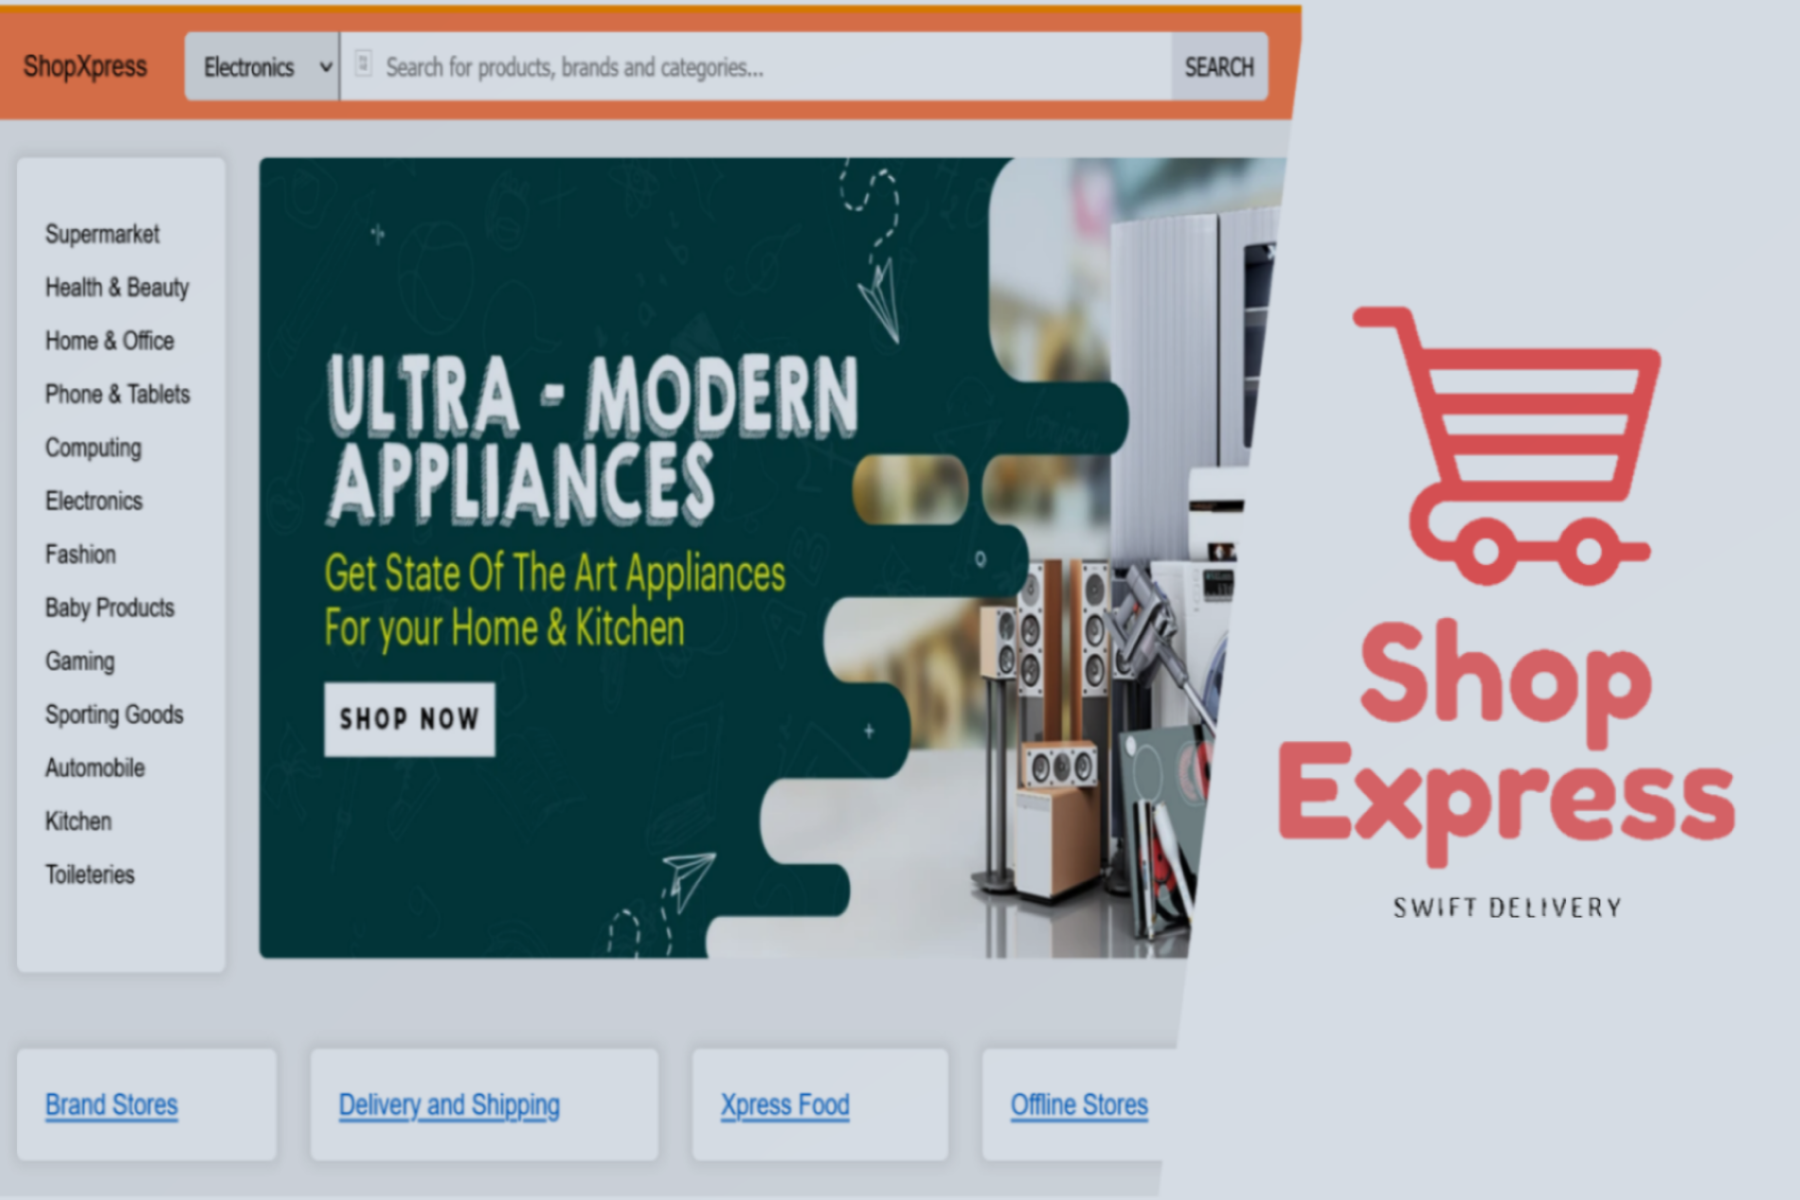 ShopXpress
Electronics
Search for products, brands and categories...
SEARCH
Supermarket
Health & Beauty
Home & Office
Phone & Tablets
Computing
Electronics
Fashion
Baby Products
Gaming
Sporting Goods
Automobile
Kitchen
Toileteries
ULTRA - MODERN
APPLIANCES
Get State Of The Art Appliances
For your Home & Kitchen
SHOP NOW
Brand Stores
Delivery and Shipping
Xpress Food
Offline Stores
Shop
Express
SWIFT DELIVERY